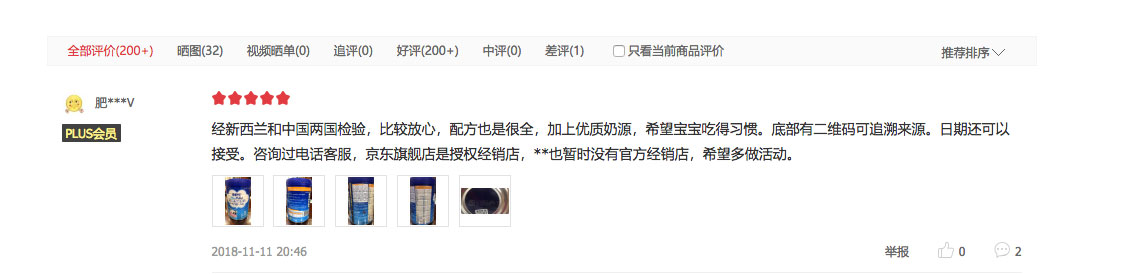 全部评价(200+) 晒图(32) 视频晒单(0) 追评(0) 好评(200+) 中评(0) 差评(1) 只看当前商品评价 推荐排序
肥***V
PLUS会员
经新西兰和中国两国检验，比较放心，配方也是很全，加上优质奶源，希望宝宝吃得习惯。底部有二维码可追溯来源。日期还可以
接受。咨询过电话客服，京东旗舰店是授权经销店，**也暂时没有官方经销店，希望多做活动。
2018-11-11 20:46 举报 0 2